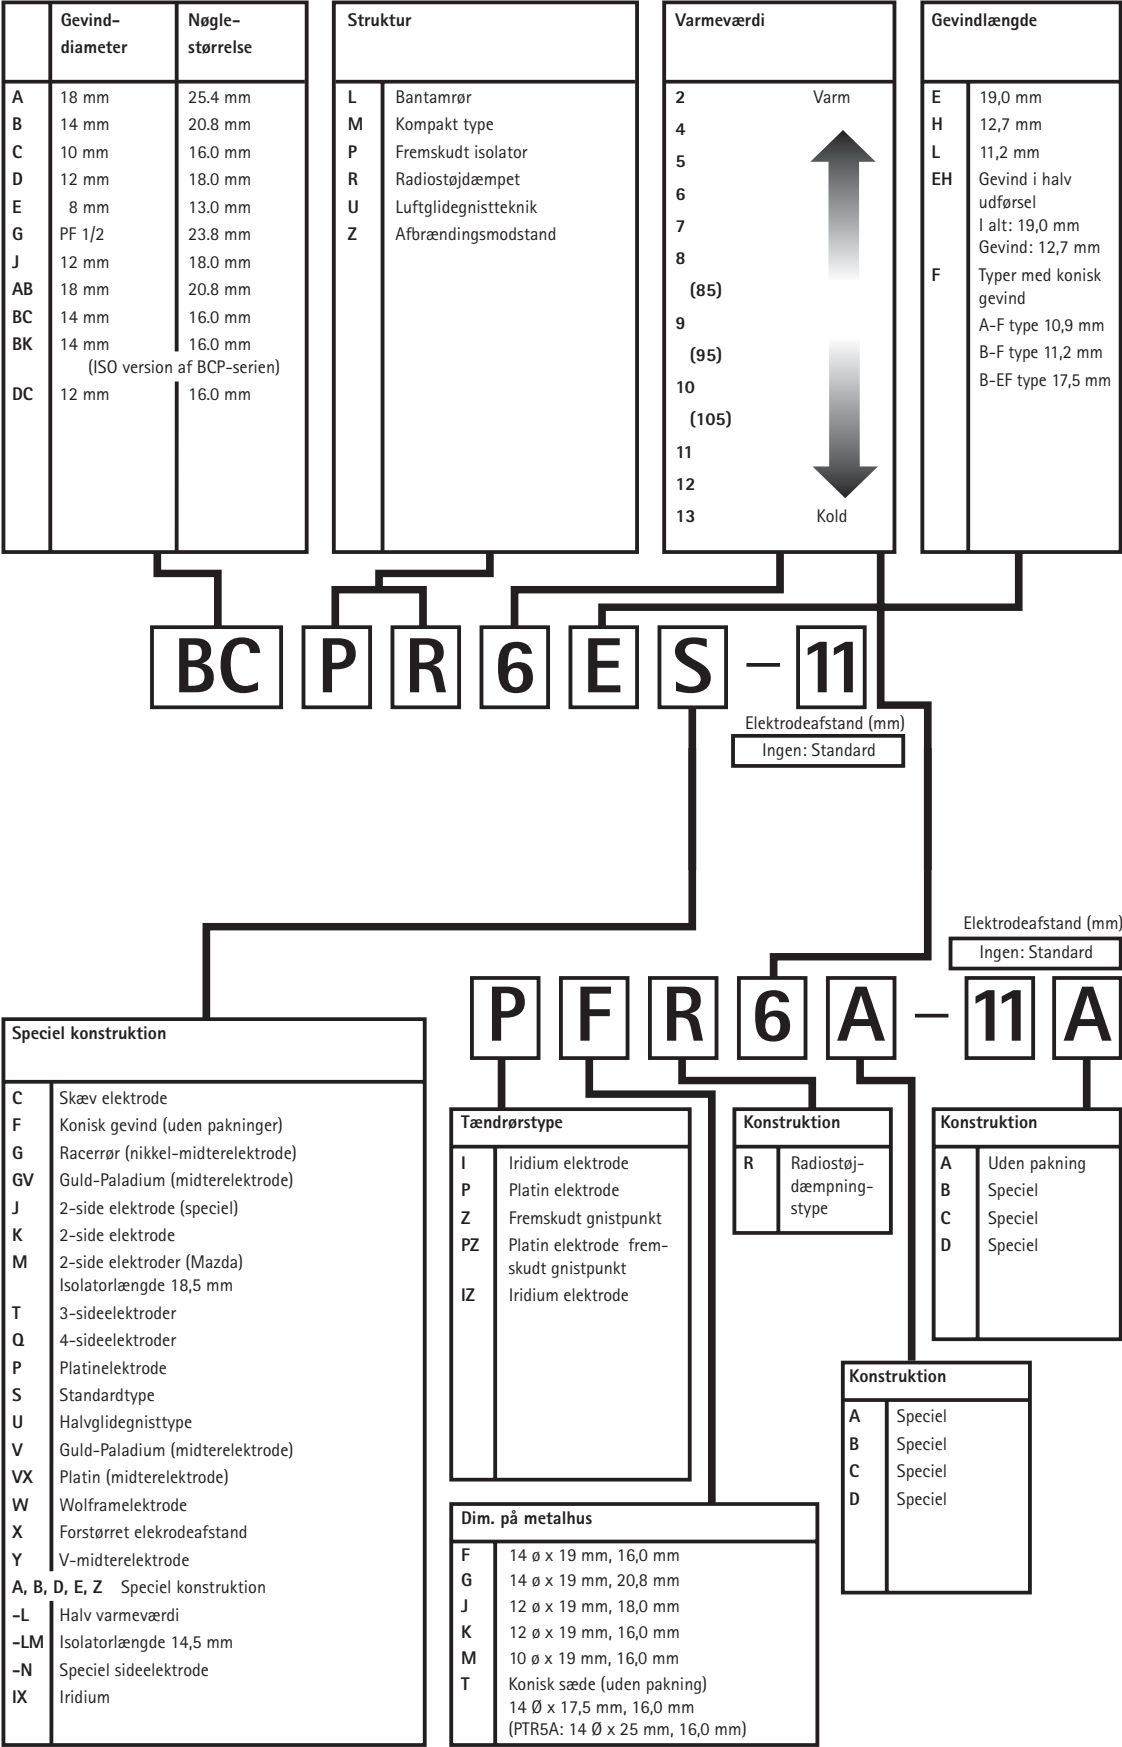 Gevind-
diameter
Nøgle-
størrelse
A 18 mm 25.4 mm
B 14 mm 20.8 mm
C 10 mm 16.0 mm
D 12 mm 18.0 mm
E 8 mm 13.0 mm
G PF 1/2 23.8 mm
J 12 mm 18.0 mm
AB 18 mm 20.8 mm
BC 14 mm 16.0 mm
BK 14 mm 16.0 mm
(ISO version af BCP-serien)
DC 12 mm 16.0 mm
Struktur
L Bantamrør
M Kompakt type
P Fremskudt isolator
R Radiostøjdæmpet
U Luftglidegnistteknik
Z Afbrændingsmodstand
Varmeværdi
2 Varm
4
5
6
7
8
(85)
9
(95)
10
(105)
11
12
13 Kold
Gevindlængde
E 19,0 mm
H 12,7 mm
L 11,2 mm
EH Gevind i halv
udførsel
I alt: 19,0 mm
Gevind: 12,7 mm
F Typer med konisk
gevind
A-F type 10,9 mm
B-F type 11,2 mm
B-EF type 17,5 mm
BC P R 6 E S – 11
Elektrodeafstand (mm)
Ingen: Standard
Elektrodeafstand (mm)
Ingen: Standard
P F R 6 A – 11 A
Speciel konstruktion
C Skæv elektrode
F Konisk gevind (uden pakninger)
G Racerrør (nikkel-midterelektrode)
GV Guld-Paladium (midterelektrode)
J 2-side elektrode (speciel)
K 2-side elektrode
M 2-side elektroder (Mazda)
Isolatorlængde 18,5 mm
T 3-sideelektroder
Q 4-sideelektroder
P Platinelektrode
S Standardtype
U Halvglidegnisttype
V Guld-Paladium (midterelektrode)
VX Platin (midterelektrode)
W Wolframelektrode
X Forstørret elekrodeafstand
Y V-midterelektrode
A, B, D, E, Z Speciel konstruktion
-L Halv varmeværdi
-LM Isolatorlængde 14,5 mm
-N Speciel sideelektrode
IX Iridium
Tændrørstype
I Iridium elektrode
P Platin elektrode
Z Fremskudt gnistpunkt
PZ Platin elektrode frem-
skudt gnistpunkt
IZ Iridium elektrode
Konstruktion
R Radiostøj-
dæmpning-
stype
Konstruktion
A Uden pakning
B Speciel
C Speciel
D Speciel
Konstruktion
A Speciel
B Speciel
C Speciel
D Speciel
Dim. på metalhus
F 14 ø x 19 mm, 16,0 mm
G 14 ø x 19 mm, 20,8 mm
J 12 ø x 19 mm, 18,0 mm
K 12 ø x 19 mm, 16,0 mm
M 10 ø x 19 mm, 16,0 mm
T Konisk sæde (uden pakning)
14 Ø x 17,5 mm, 16,0 mm
(PTR5A: 14 Ø x 25 mm, 16,0 mm)